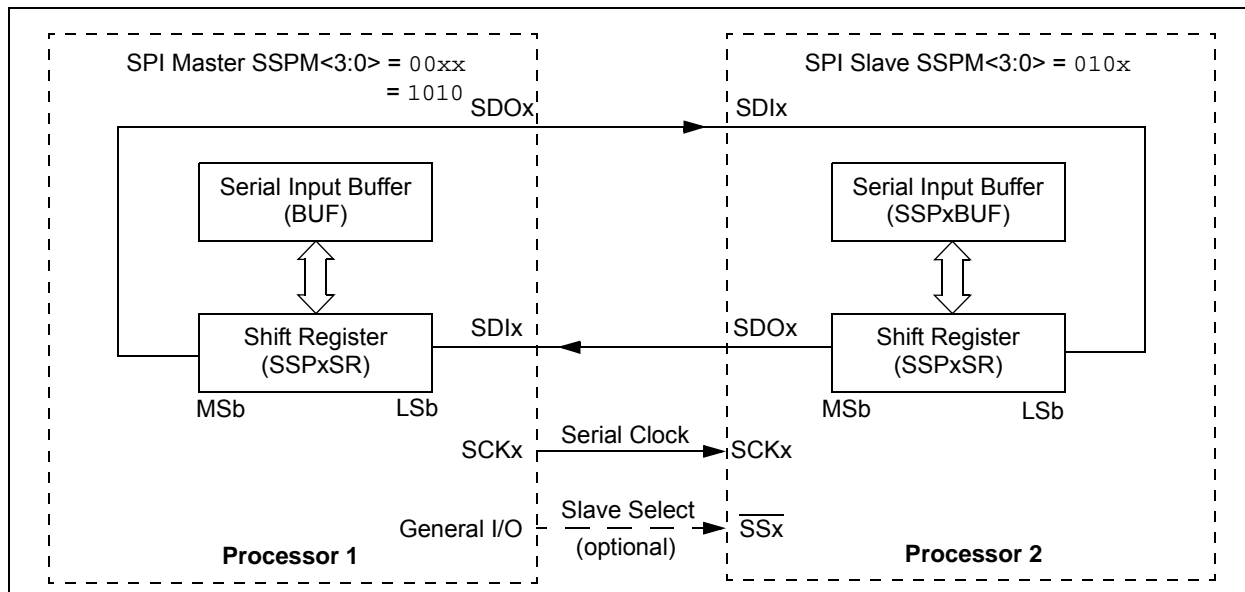 SPI Master SSPM<3:0> = 00xx
= 1010
SDOx
Serial Input Buffer
(BUF)
Shift Register
(SSPxSR)
MSb
LSb
SDIx
SCKx
General I/O
Processor 1
Serial Clock
Slave Select
(optional)
SPI Slave SSPM<3:0> = 010x
SDIx
Serial Input Buffer
(SSPxBUF)
SDOx
Shift Register
(SSPxSR)
MSb
LSb
SCKx
SSx
Processor 2